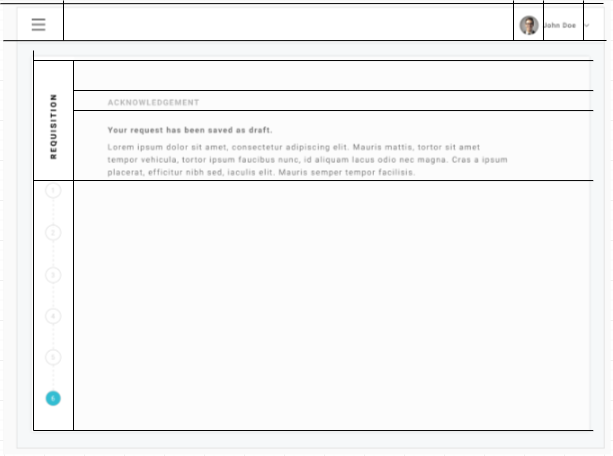 John Doe
REQUISITION
ACKNOWLEDGEMENT
Your request has been saved as draft.
Lorem ipsum dolor sit amet, consectetur adipiscing elit. Mauris mattis, tortor sit amet
tempor vehicula, tortor ipsum faucibus nunc, id aliquam lacus odio nec magna. Cras a ipsum
placerat, efficitur nibh sed, iaculis elit. Mauris semper tempor facilisis.
1
2
3
4
5
6